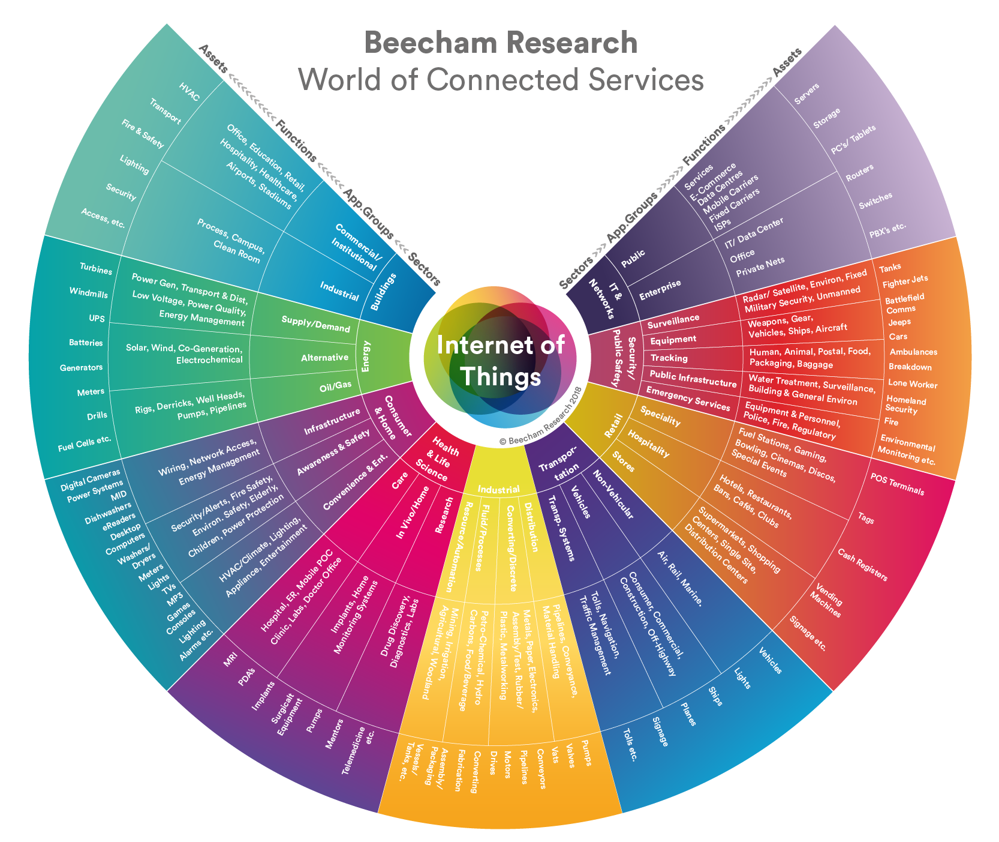 Beecham Research
World of Connected Services
Assets
Functions
App.Groups
Sectors
Sectors
App.Groups
Functions
Assets
Internet of
Things
© Beecham Research 2018
Buildings
Commercial/
Institutional
Industrial
Office, Education, Retail,
Hospitality, Healthcare,
Airports, Stadiums
Process, Campus,
Clean Room
HVAC
Transport
Fire & Safety
Lighting
Security
Access, etc.
Energy
Supply/Demand
Alternative
Oil/Gas
Power Gen, Transport & Dist,
Low Voltage, Power Quality,
Energy Management
Solar, Wind, Co-Generation,
Electrochemical
Rigs, Derricks, Well Heads,
Pumps, Pipelines
Turbines
Windmills
UPS
Batteries
Generators
Meters
Drills
Fuel Cells etc.
Consumer
& Home
Infrastructure
Awareness & Safety
Convenience & Ent.
Wiring, Network Access,
Energy Management
Security/Alerts, Fire Safety,
Environ. Safety, Elderly,
Children, Power Protection
HVAC/Climate, Lighting,
Appliance, Entertainment
Digital Cameras
Power Systems
MID
Dishwashers
eReaders
Desktop
Computers
Washers/
Dryers
Meters
Lights
TVs
MP3
Games
Consoles
Lighting
Alarms etc.
Health
& Life
Science
Care
In Vivo/Home
Research
Hospital, ER, Mobile POC
Clinic, Labs, Doctor Office
Implants, Home
Monitoring Systems
Drug Discovery,
Diagnostics, Labs
MRI
PDA's
Implants
Surgicalt
Equipment
Pumps
Mentors
Telemedicine
etc.
Industrial
Resource/Automation
Fluid/Processes
Converting/Discrete
Distribution
Mining, Irrigation,
Agricultural, Woodland
Petro-Chemical, Hydro
Carbons, Food/Beverage
Metals, Paper, Electronics,
Assembly/Test, Rubber/
Plastic, Metalworking
Pipelines, Conveyance,
Material Handling
Vessels/
Tanks, etc.
Assembly/
Packaging
Fabrication
Converting
Drives
Motors
Pipelines
Conveyors
Vats
Valves
Pumps
Transpor-
tation
Transp. Systems
Vehicles
Non-Vehicular
Tolls, Navigation,
Traffic Management
Consumer, Commercial,
Construction, Off-Highway
Air, Rail, Marine.
Vehicles
Lights
Ships
Planes
Signage
Tolls etc.
Retail
Speciality
Hospitality
Stores
Fuel Stations, Gaming,
Bowling, Cinemas, Discos,
Special Events
Hotels, Restaurants,
Bars, Cafés, Clubs
Supermarkets, Shopping
Centers, Single Site,
Distribution Centers
POS Terminals
Tags
Cash Registers
Vending
Machines
Signage etc.
Security/
Public Safety
Surveillance
Equipment
Tracking
Public Infrastructure
Emergency Services
Radar/ Satellite, Environ, Fixed
Military Security, Unmanned
Weapons, Gear,
Vehicles, Ships, Aircraft
Human, Animal, Postal, Food,
Packaging, Baggage
Water Treatment, Surveillance,
Building & General Environ
Equipment & Personnel,
Police, Fire, Regulatory
Tanks
Fighter Jets
Battlefield
Comms
Jeeps
Cars
Ambulances
Breakdown
Lone Worker
Homeland
Security
Fire
Environmental
Monitoring etc.
IT &
Networks
Public
Enterprise
Services
E-Commerce
Data Centres
Mobile Carriers
Fixed Carriers
ISPs
IT/ Data Center
Office
Private Nets
Servers
Storage
PC's/ Tablets
Routers
Switches
PBX's etc.